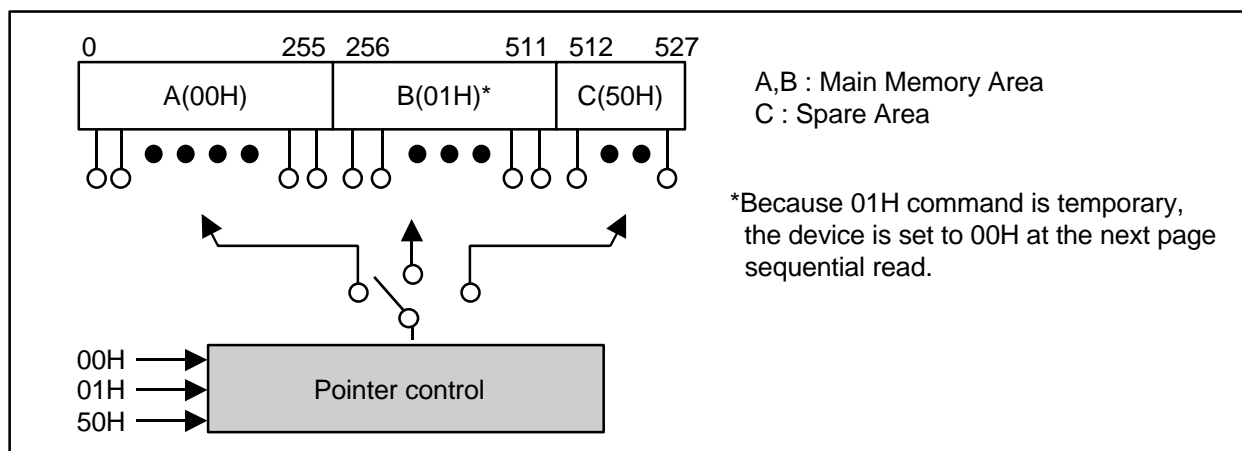 0 255 256 511 512 527
A(00H) B(01H)* C(50H)
A,B : Main Memory Area
C : Spare Area
*Because 01H command is temporary,
the device is set to 00H at the next page
sequential read.
00H
01H
50H
Pointer control